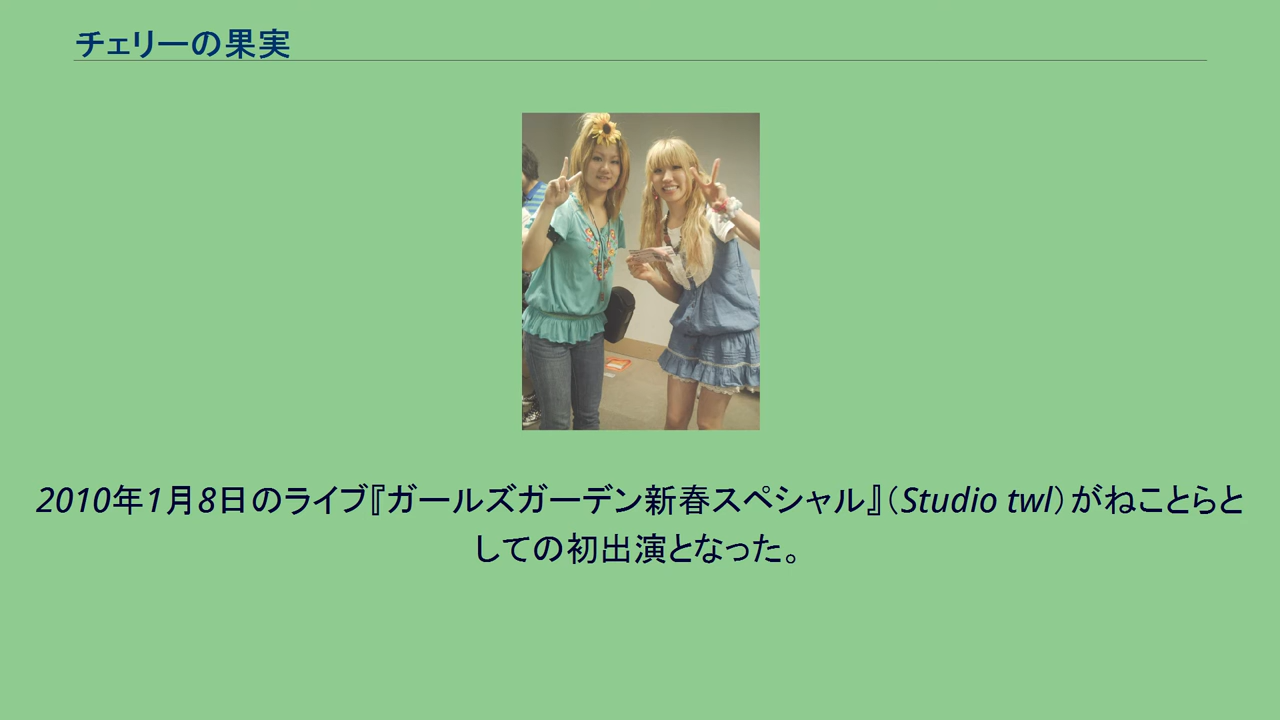 チェリーの果実
2010年1月8日のライブ『ガールズガーデン新春スペシャル』（Studio twl）がねことらと
しての初出演となった。